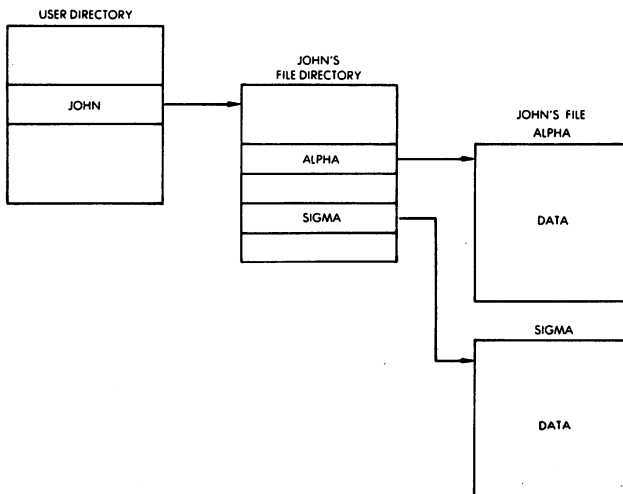 USER DIRECTORY
JOHN
JOHN'S
FILE DIRECTORY
ALPHA
SIGMA
JOHN'S FILE
ALPHA
DATA
SIGMA
DATA